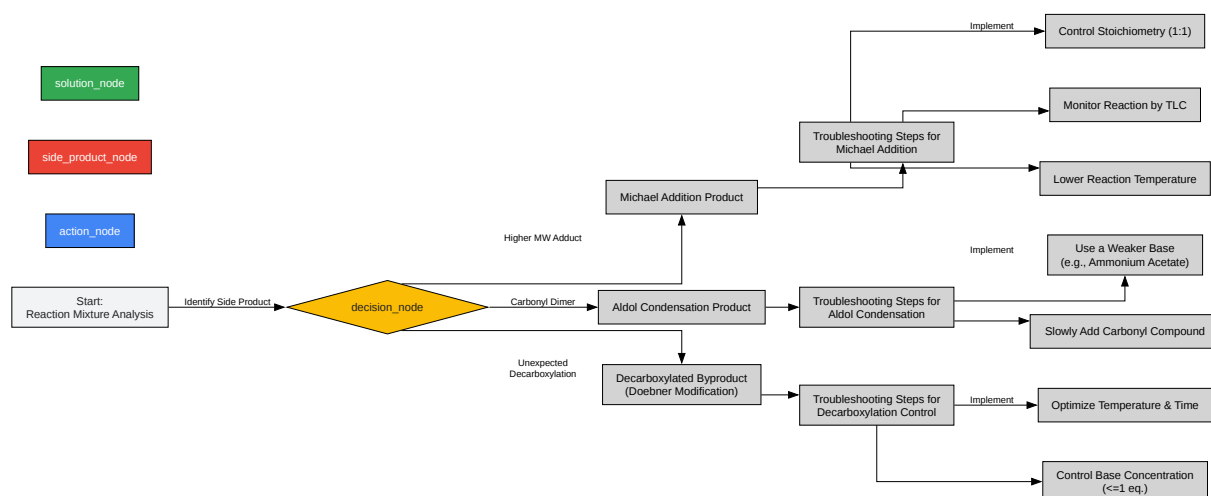 solution_node
side_product_node
action_node
Start:
Reaction Mixture Analysis
Identify Side Product
decision_node
Higher MW Adduct
Carbonyl Dimer
Unexpected
Decarboxylation
Michael Addition Product
Aldol Condensation Product
Decarboxylated Byproduct
(Doebner Modification)
Troubleshooting Steps for
Michael Addition
Troubleshooting Steps for
Aldol Condensation
Troubleshooting Steps for
Decarboxylation Control
Implement
Control Stoichiometry (1:1)
Monitor Reaction by TLC
Lower Reaction Temperature
Implement
Use a Weaker Base
(e.g., Ammonium Acetate)
Slowly Add Carbonyl Compound
Implement
Optimize Temperature & Time
Control Base Concentration
(<=1 eq.)